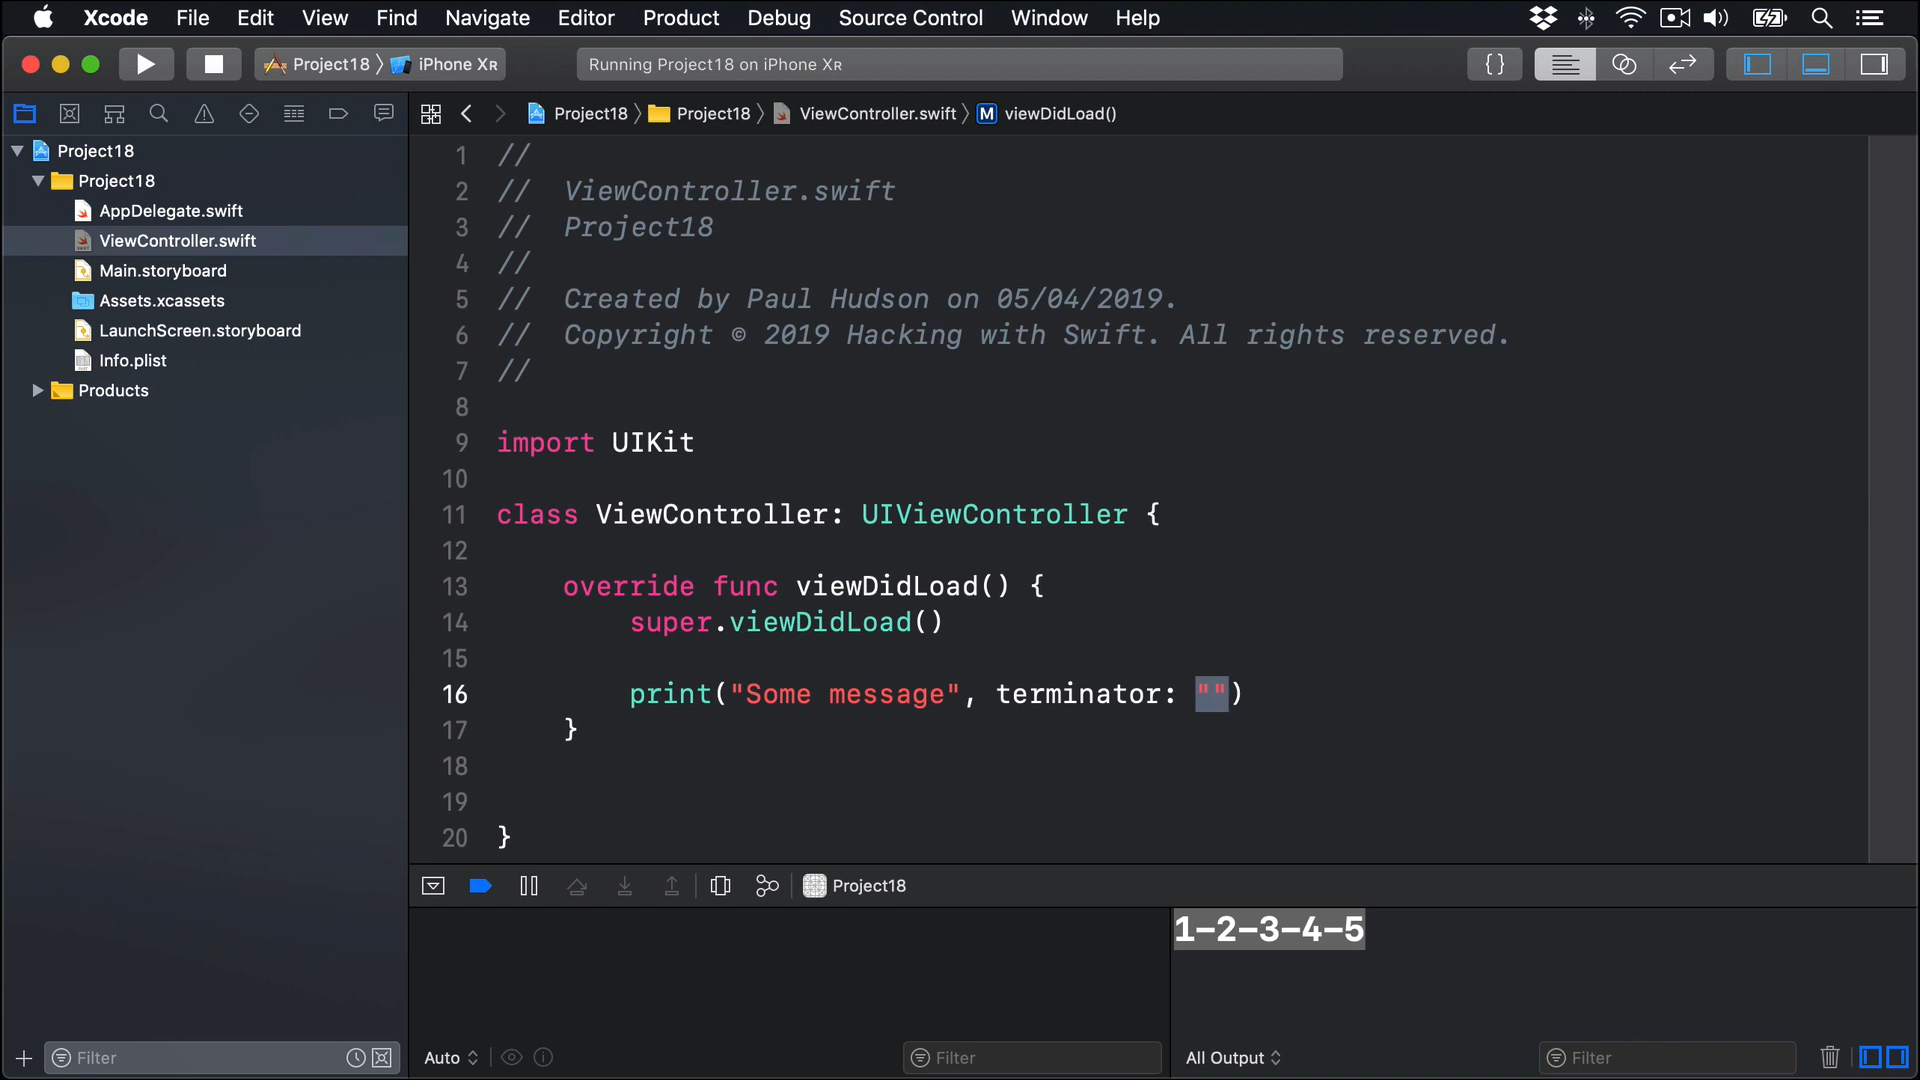 Xcode File Edit View Find Navigate Editor Product Debug Source Control Window Help
Project18 iPhone XR
Running Project18 on iPhone XR
{}
Project18 Project18 ViewController.swift M viewDidLoad()
Project18
Project18
AppDelegate.swift
ViewController.swift
Main.storyboard
Assets.xcassets
LaunchScreen.storyboard
Info.plist
Products
1 //
2 //  ViewController.swift
3 //  Project18
4 //
5 //  Created by Paul Hudson on 05/04/2019.
6 //  Copyright © 2019 Hacking with Swift. All rights reserved.
7 //
8
9 import UIKit
10
11 class ViewController: UIViewController {
12
13     override func viewDidLoad() {
14         super.viewDidLoad()
15
16         print("Some message", terminator: "")
17     }
18
19
20 }
Project18
1-2-3-4-5
Filter
Auto
Filter
All Output
Filter